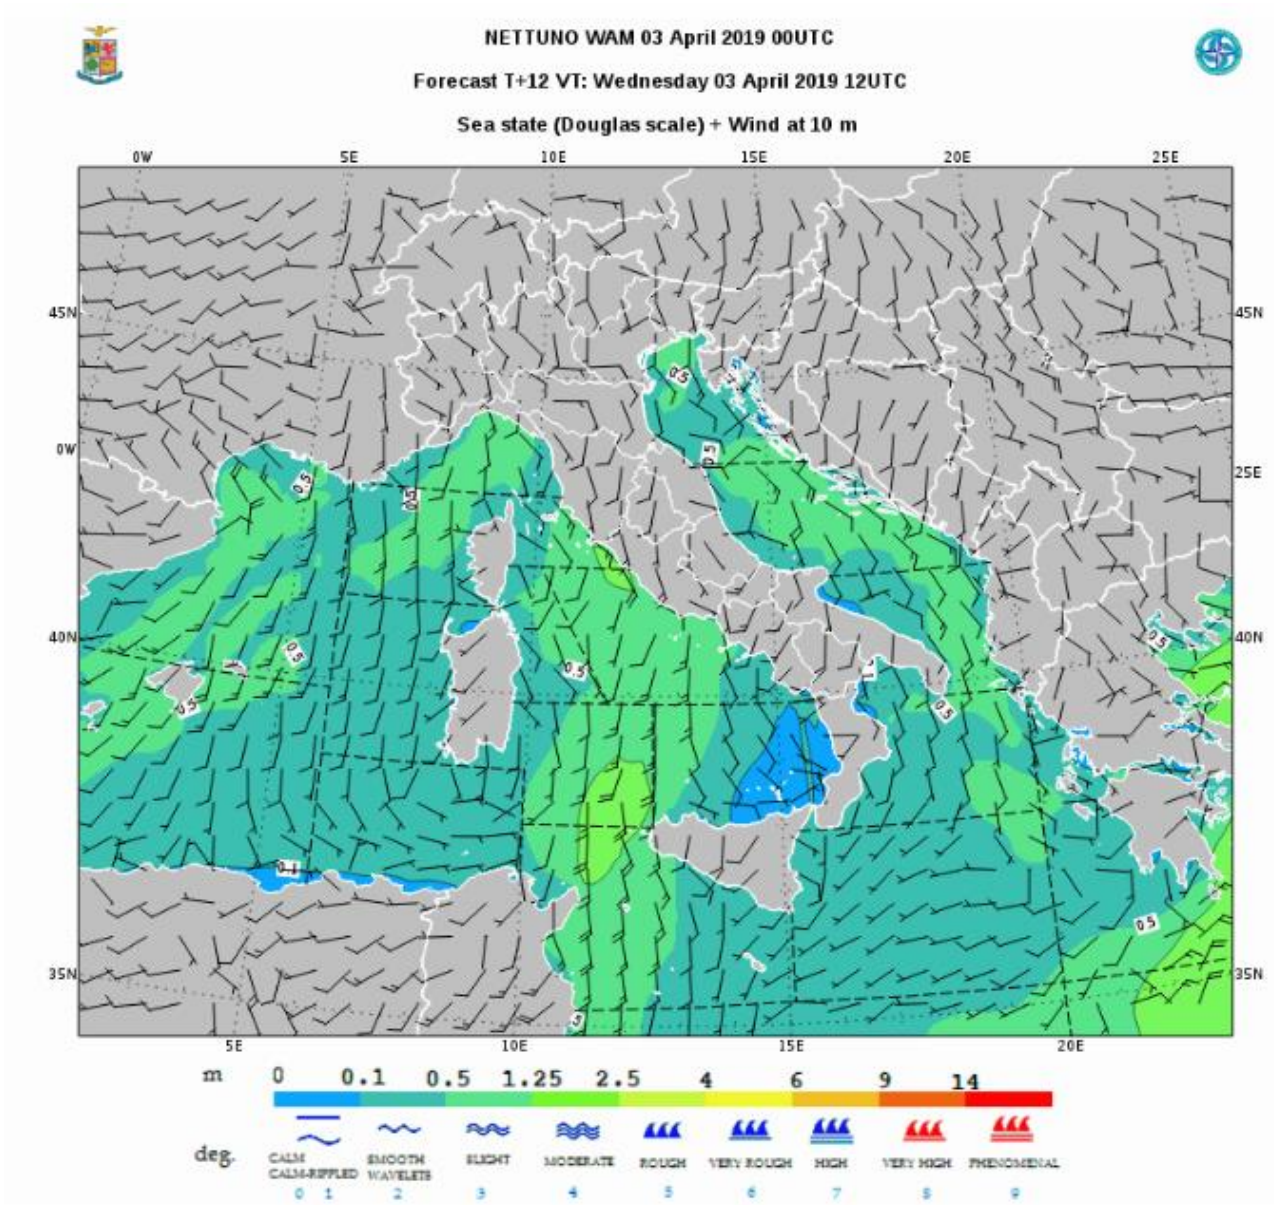 NETTUNO WAM 03 April 2019 00UTC
Forecast T+12 VT: Wednesday 03 April 2019 12UTC
Sea state (Douglas scale) + Wind at 10 m
0W 5E 10E 15E 20E 25E
45N 45N
0.5
0.5
0W 25E
0.5
0.5
40N 40N
0.5
0.5
0.5
0.5
0.1
0.5
35N 35N
5E 10E 15E 20E
m 0 0.1 0.5 1.25 2.5 4 6 9 14
deg.
CALM SMOOTH SLIGHT MODERATE ROUGH VERY ROUGH HIGH VERY HIGH PHENOMENAL
CALM-RIPPLED WAVELETS
0 1 2 3 4 5 6 7 8 9